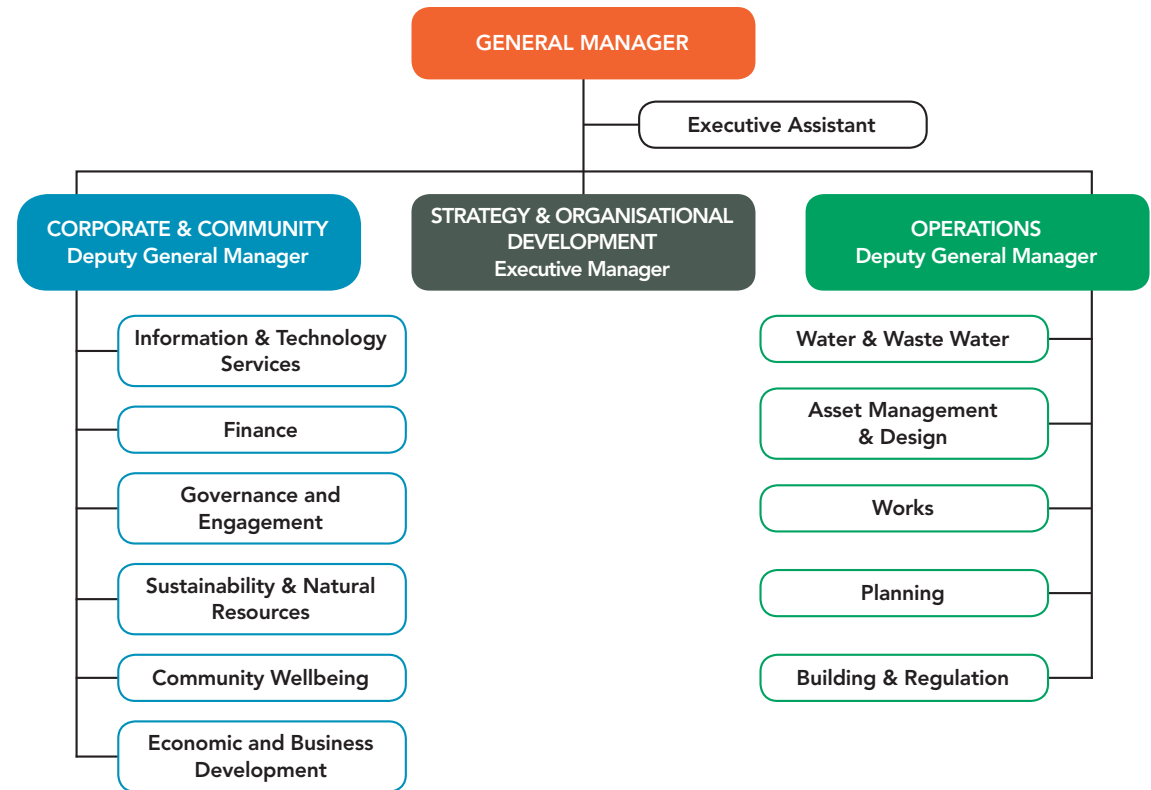 GENERAL MANAGER
Executive Assistant
CORPORATE & COMMUNITY
Deputy General Manager
STRATEGY & ORGANISATIONAL
DEVELOPMENT
Executive Manager
OPERATIONS
Deputy General Manager
Information & Technology
Services
Finance
Governance and
Engagement
Sustainability & Natural
Resources
Community Wellbeing
Economic and Business
Development
Water & Waste Water
Asset Management
& Design
Works
Planning
Building & Regulation